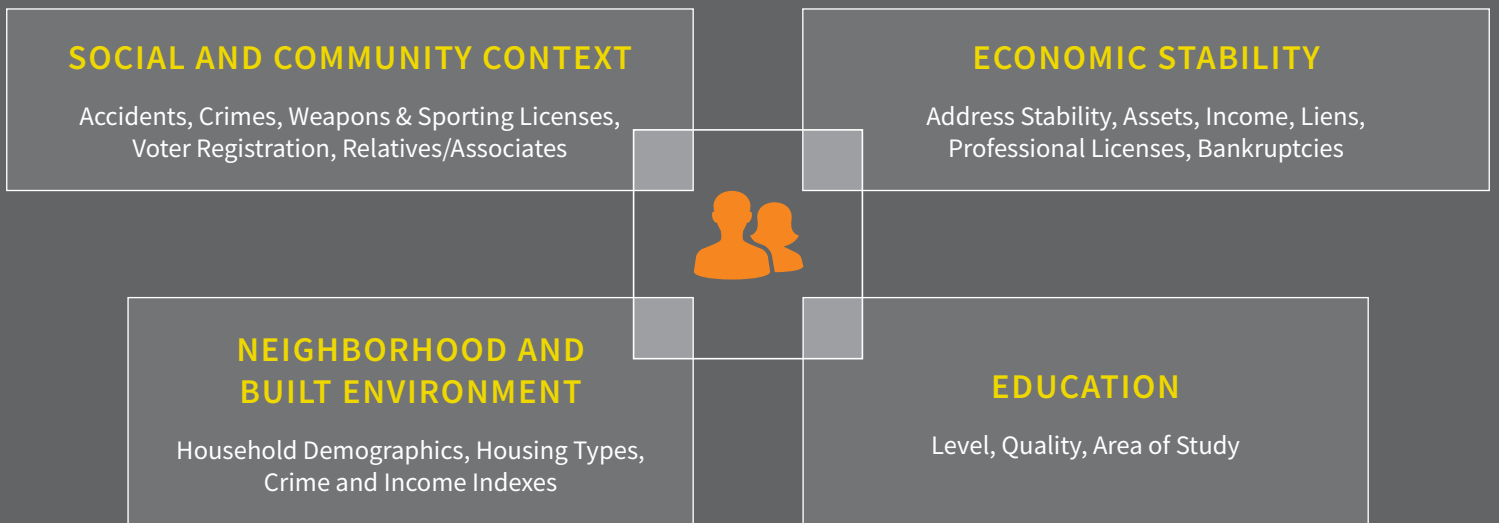 SOCIAL AND COMMUNITY CONTEXT
Accidents, Crimes, Weapons & Sporting Licenses,
Voter Registration, Relatives/Associates
ECONOMIC STABILITY
Address Stability, Assets, Income, Liens,
Professional Licenses, Bankruptcies
NEIGHBORHOOD AND
BUILT ENVIRONMENT
Household Demographics, Housing Types,
Crime and Income Indexes
EDUCATION
Level, Quality, Area of Study